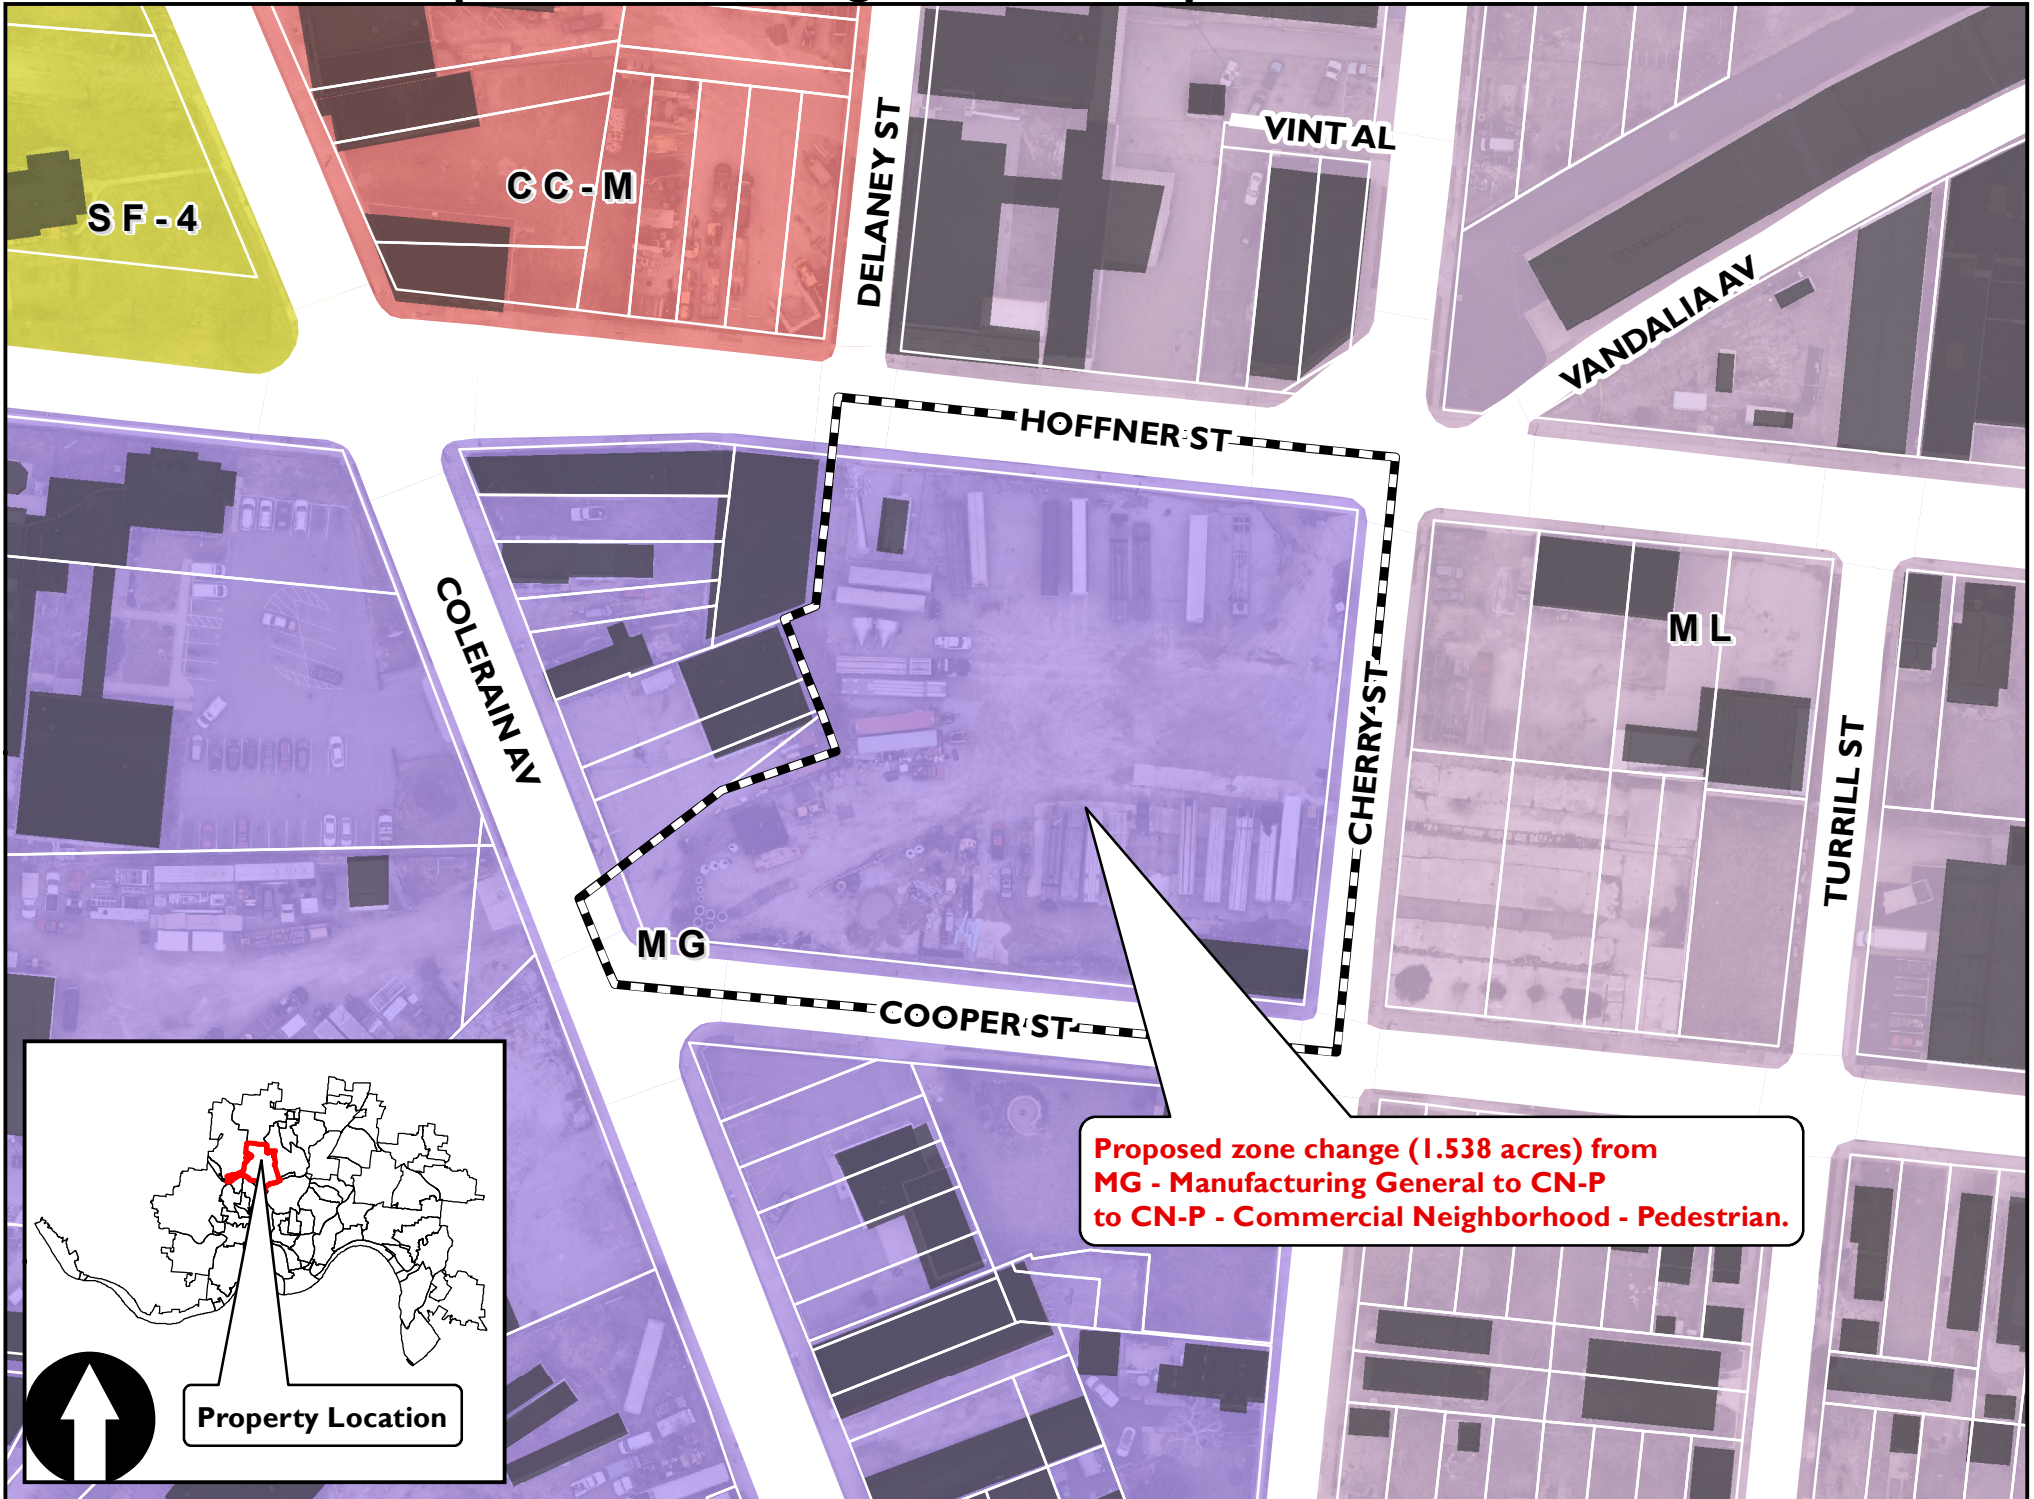 SF-4
CC-M
DELANEY ST
VINT AL
VANDALIA AV
HOFFNER ST
COLERAIN AV
CHERRY ST
ML
TURRILL ST
MG
COOPER ST
Proposed zone change (1.538 acres) from
MG - Manufacturing General to CN-P
to CN-P - Commercial Neighborhood - Pedestrian.
Property Location